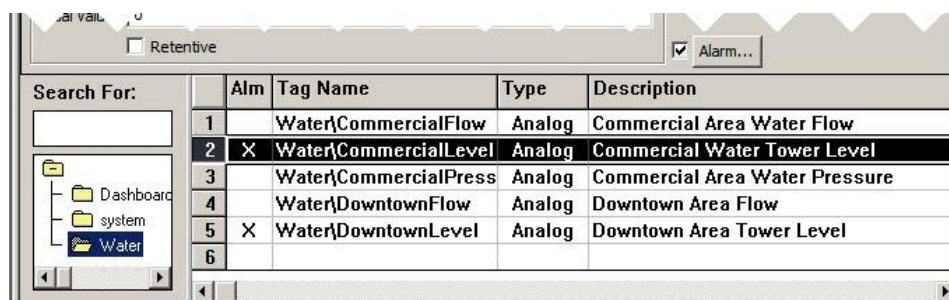 Retentive
Alarm...
Search For:
Dashboard
system
Water
Alm Tag Name Type Description
1 Water\CommercialFlow Analog Commercial Area Water Flow
2 X Water\CommercialLevel Analog Commercial Water Tower Level
3 Water\CommercialPress Analog Commercial Area Water Pressure
4 Water\DowntownFlow Analog Downtown Area Flow
5 X Water\DowntownLevel Analog Downtown Area Tower Level
6